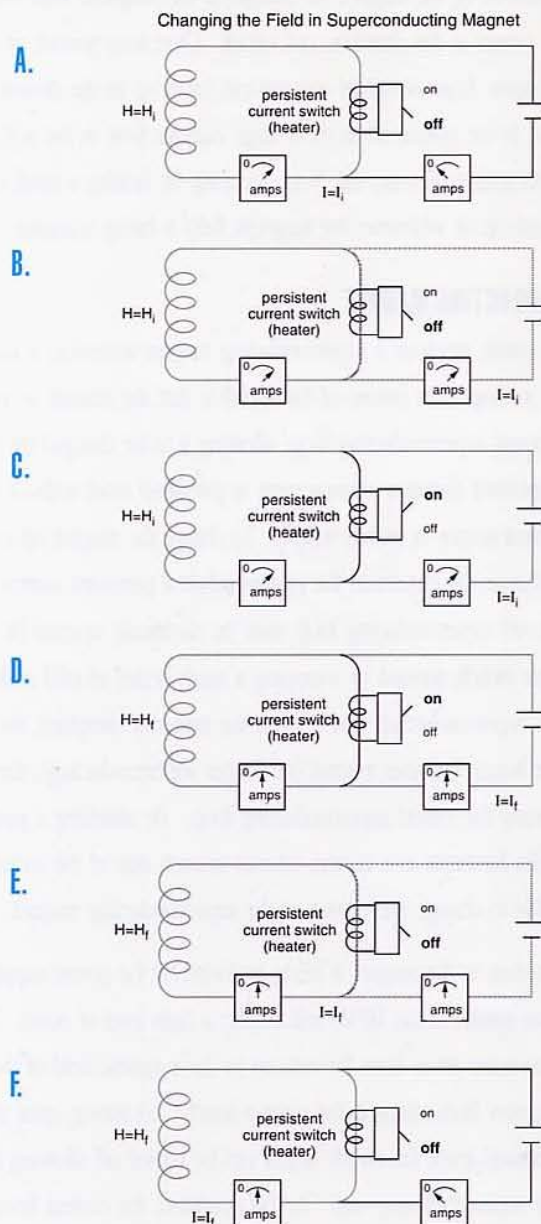 Changing the Field in Superconducting Magnet
A.
H=Hi
persistent
current switch
(heater)
on
off
0
amps
I=Ii
0
amps
B.
H=Hi
persistent
current switch
(heater)
on
off
0
amps
0
amps
I=Ii
C.
H=Hi
persistent
current switch
(heater)
on
off
0
amps
0
amps
I=Ii
D.
H=Hf
persistent
current switch
(heater)
on
off
0
amps
0
amps
I=If
E.
H=Hf
persistent
current switch
(heater)
on
off
0
amps
I=If
0
amps
F.
H=Hf
persistent
current switch
(heater)
on
off
I=If
0
amps
0
amps